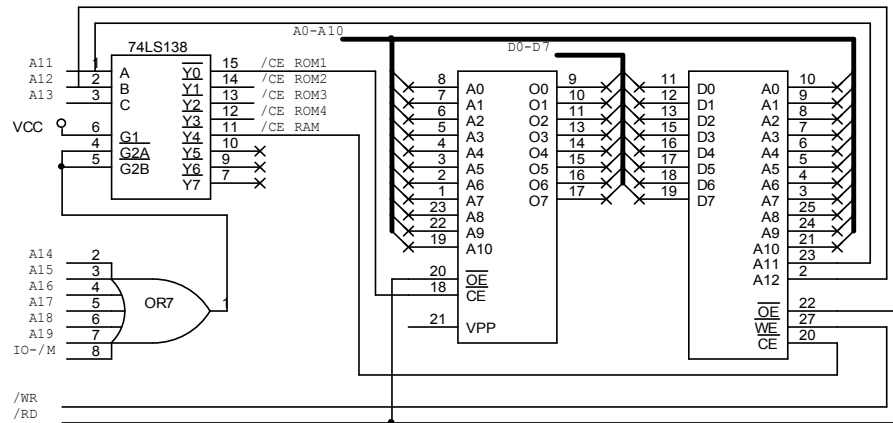 A0-A10
D0-D7
74LS138
A11 1 A Y0 15 /CE ROM1
A12 2 B Y1 14 /CE ROM2
A13 3 C Y2 13 /CE ROM3
Y3 12 /CE ROM4
VCC 6 G1 Y4 11 /CE RAM
4 G2A Y5 10
5 G2B Y6 9
Y7 7
8 A0 O0 9
7 A1 O1 10
6 A2 O2 11
5 A3 O3 13
4 A4 O4 14
3 A5 O5 15
2 A6 O6 16
1 A7 O7 17
23 A8
22 A9
19 A10
20 OE
18 CE
21 VPP
11 D0 A0 10
12 D1 A1 9
13 D2 A2 8
15 D3 A3 7
16 D4 A4 6
17 D5 A5 5
18 D6 A6 4
19 D7 A7 3
A8 25
A9 24
A10 21
A11 23
A12 2
OE 22
WE 27
CE 20
A14 2
A15 3
A16 4
A17 5
A18 6
A19 7
IO-/M 8
OR7 1
/WR
/RD